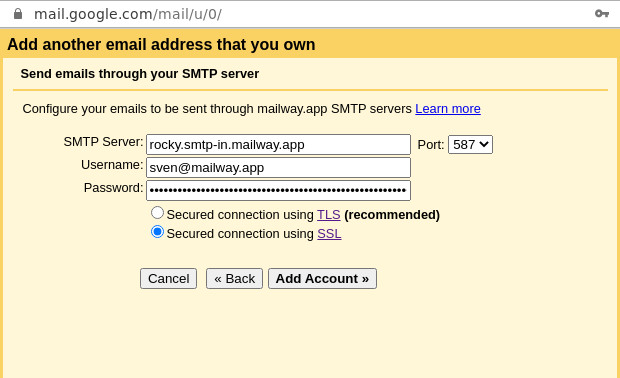 mail.google.com/mail/u/0/
Add another email address that you own
Send emails through your SMTP server
Configure your emails to be sent through mailway.app SMTP servers Learn more
SMTP Server: rocky.smtp-in.mailway.app Port: 587
Username: sven@mailway.app
Password: ••••••••••••••••••••••••••••••••••••••••••••••••••••••
Secured connection using TLS (recommended)
Secured connection using SSL
Cancel « Back Add Account »